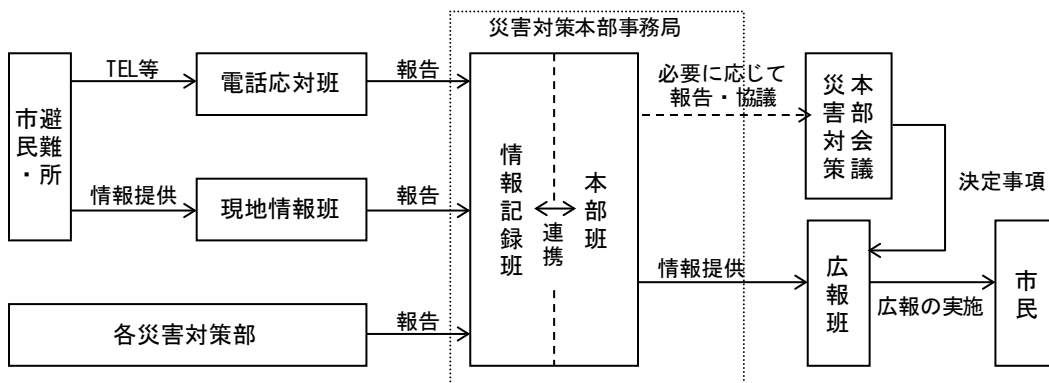 災害対策本部事務局
市民・
避難所
TEL等
電話応対班
報告
情報提供
現地情報班
報告
各災害対策部
報告
情報記録班
連携
本部班
必要に応じて
報告・協議
災害対策
本部会議
決定事項
情報提供
広報班
広報の実施
市民